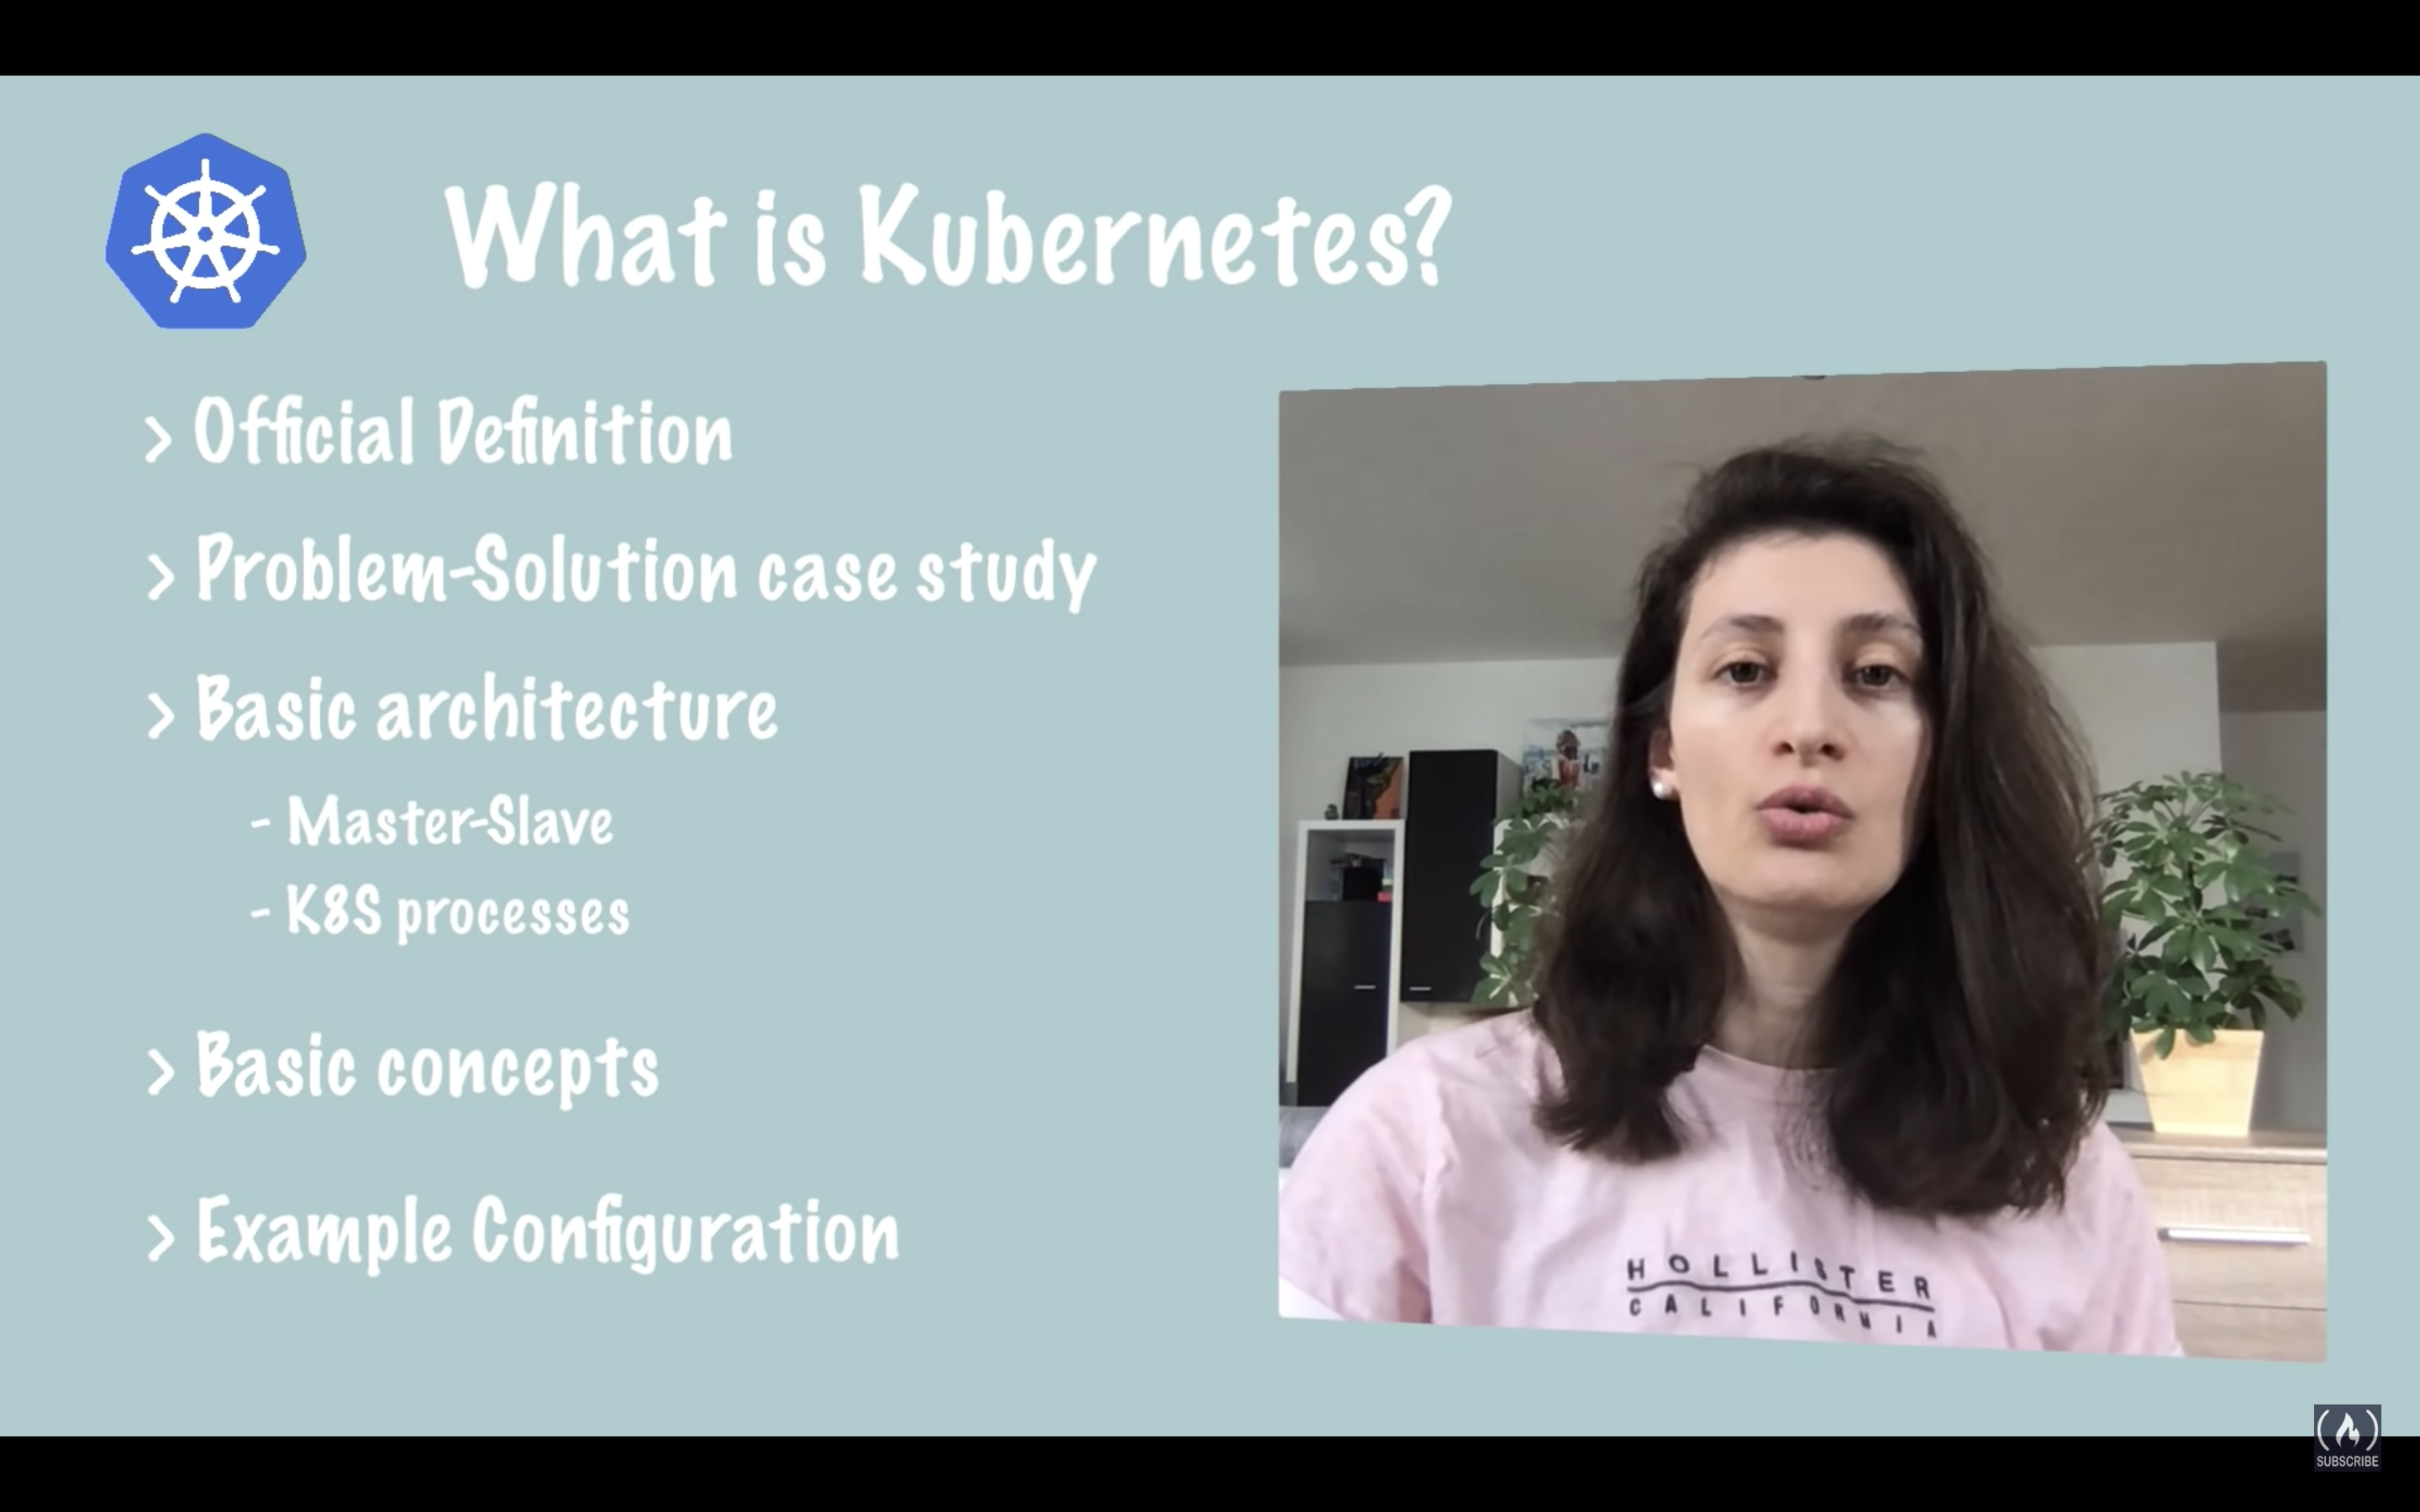 What is Kubernetes?
> Official Definition
> Problem-Solution case study
> Basic architecture
- Master-Slave
- K8S processes
> Basic concepts
> Example Configuration
HOLLISTER
CALIFORNIA
SUBSCRIBE